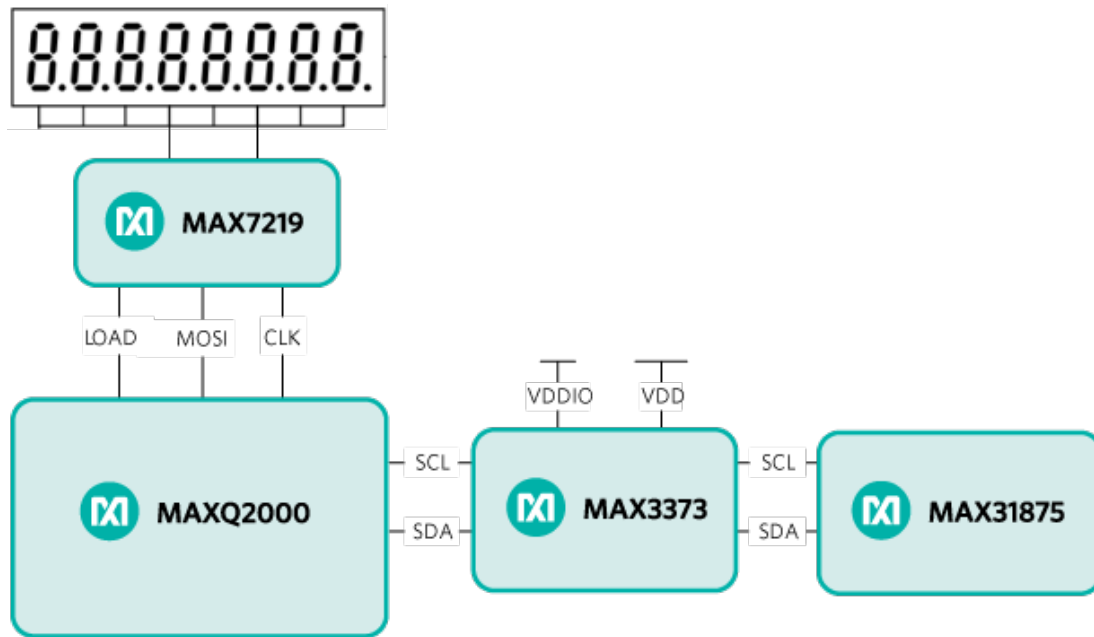 8.8.8.8.8.8.8.8.
MAX7219
LOAD MOSI CLK
VDDIO VDD
MAXQ2000
SCL
SDA
MAX3373
SCL
SDA
MAX31875